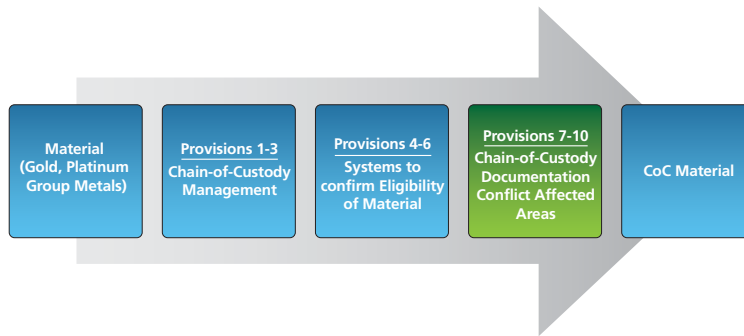 Material
(Gold, Platinum
Group Metals)
Provisions 1-3
Chain-of-Custody
Management
Provisions 4-6
Systems to
confirm Eligibility
of Material
Provisions 7-10
Chain-of-Custody
Documentation
Conflict Affected
Areas
CoC Material